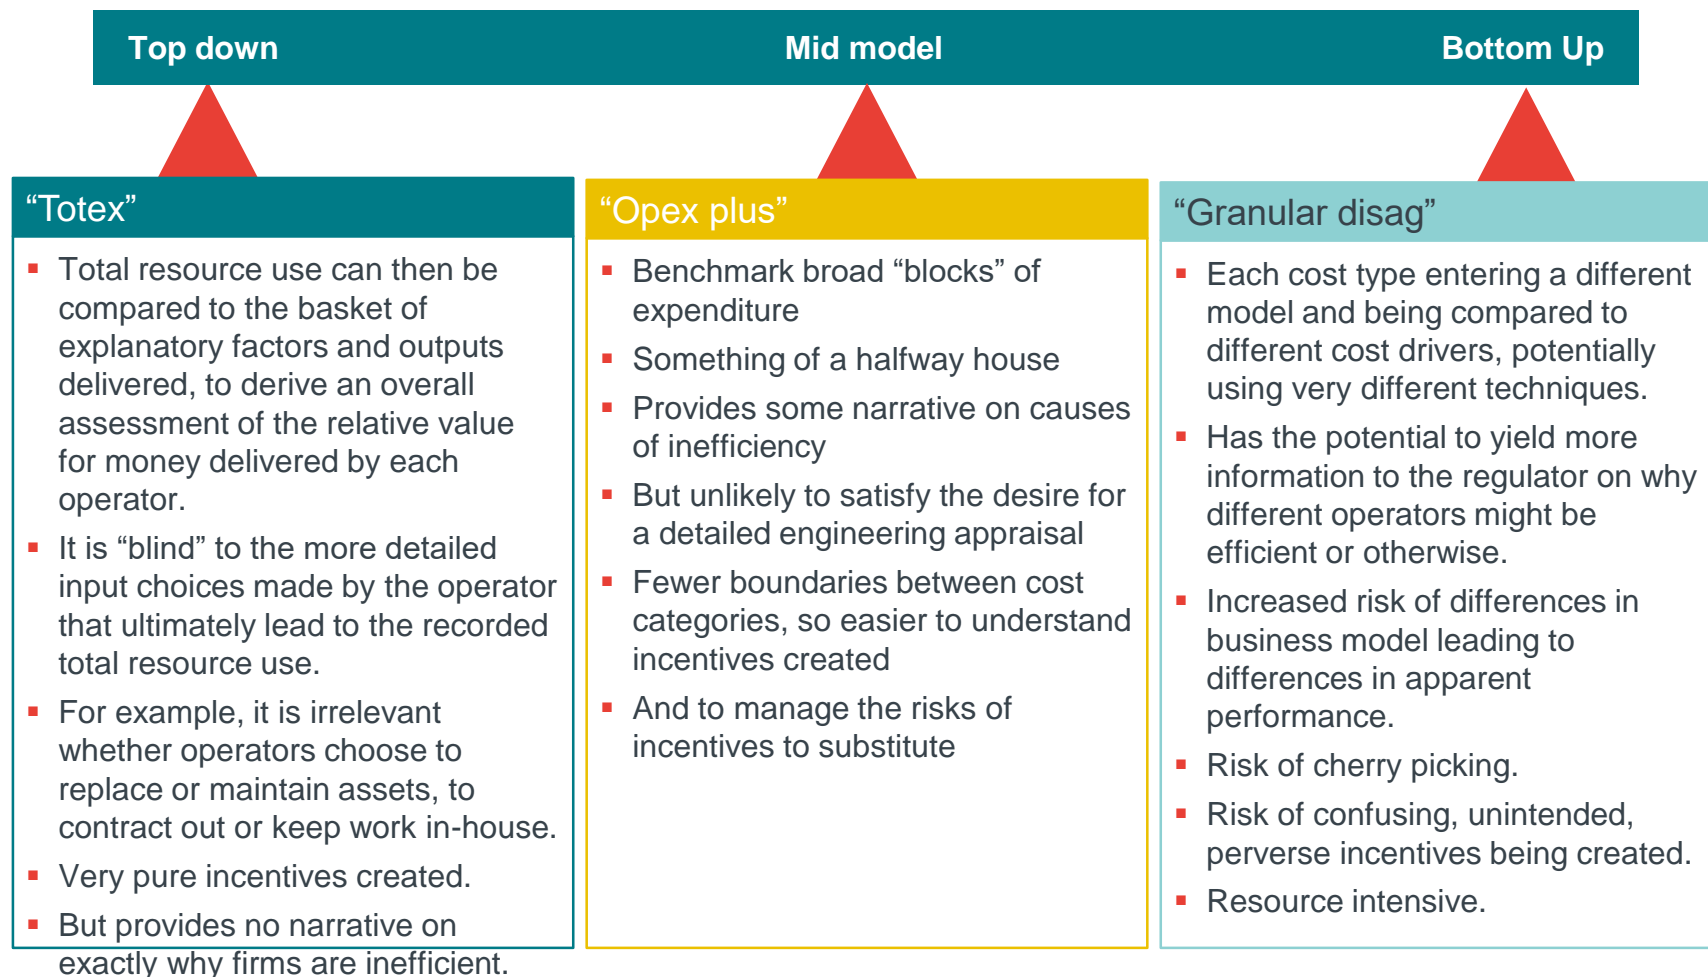 Top down
Mid model
Bottom Up
“Totex”
▪ Total resource use can then be
compared to the basket of
explanatory factors and outputs
delivered, to derive an overall
assessment of the relative value
for money delivered by each
operator.
▪ It is “blind” to the more detailed
input choices made by the operator
that ultimately lead to the recorded
total resource use.
▪ For example, it is irrelevant
whether operators choose to
replace or maintain assets, to
contract out or keep work in-house.
▪ Very pure incentives created.
▪ But provides no narrative on
exactly why firms are inefficient.
“Opex plus”
▪ Benchmark broad “blocks” of
expenditure
▪ Something of a halfway house
▪ Provides some narrative on causes
of inefficiency
▪ But unlikely to satisfy the desire for
a detailed engineering appraisal
▪ Fewer boundaries between cost
categories, so easier to understand
incentives created
▪ And to manage the risks of
incentives to substitute
“Granular disag”
▪ Each cost type entering a different
model and being compared to
different cost drivers, potentially
using very different techniques.
▪ Has the potential to yield more
information to the regulator on why
different operators might be
efficient or otherwise.
▪ Increased risk of differences in
business model leading to
differences in apparent
performance.
▪ Risk of cherry picking.
▪ Risk of confusing, unintended,
perverse incentives being created.
▪ Resource intensive.